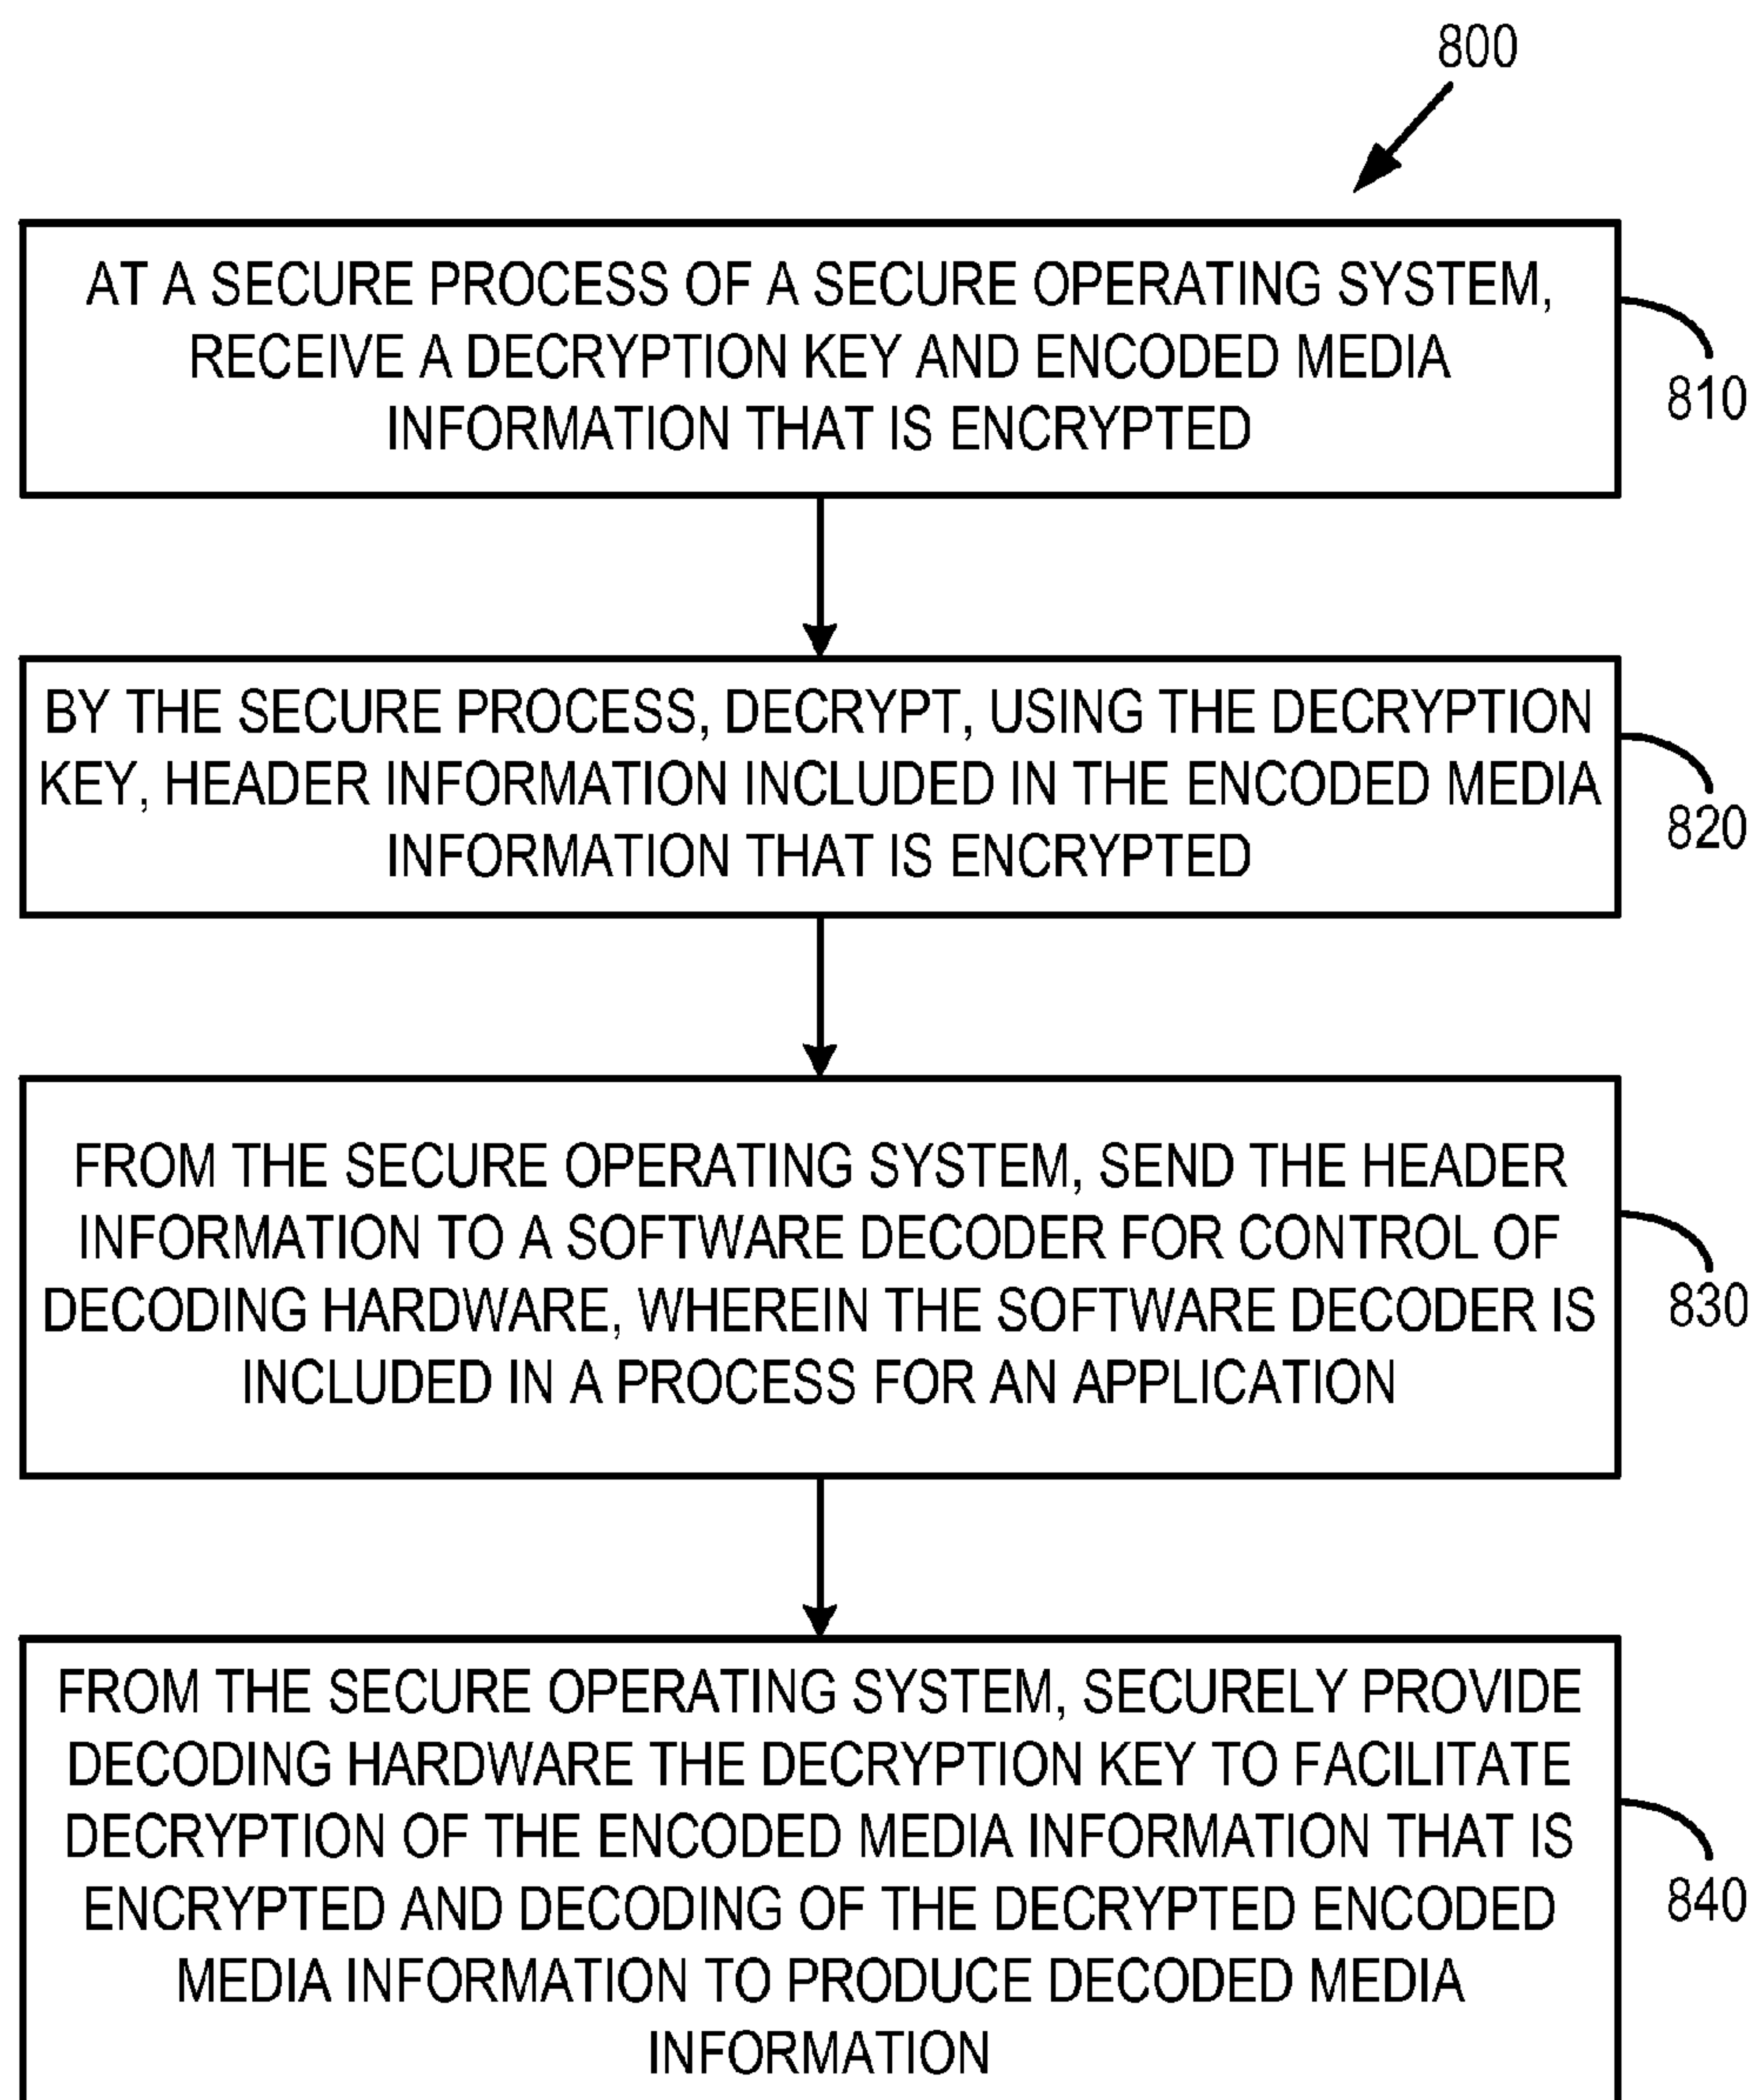 800
AT A SECURE PROCESS OF A SECURE OPERATING SYSTEM,
RECEIVE A DECRYPTION KEY AND ENCODED MEDIA
INFORMATION THAT IS ENCRYPTED
810
BY THE SECURE PROCESS, DECRYPT, USING THE DECRYPTION
KEY, HEADER INFORMATION INCLUDED IN THE ENCODED MEDIA
INFORMATION THAT IS ENCRYPTED
820
FROM THE SECURE OPERATING SYSTEM, SEND THE HEADER
INFORMATION TO A SOFTWARE DECODER FOR CONTROL OF
DECODING HARDWARE, WHEREIN THE SOFTWARE DECODER IS
INCLUDED IN A PROCESS FOR AN APPLICATION
830
FROM THE SECURE OPERATING SYSTEM, SECURELY PROVIDE
DECODING HARDWARE THE DECRYPTION KEY TO FACILITATE
DECRYPTION OF THE ENCODED MEDIA INFORMATION THAT IS
ENCRYPTED AND DECODING OF THE DECRYPTED ENCODED
MEDIA INFORMATION TO PRODUCE DECODED MEDIA
INFORMATION
840